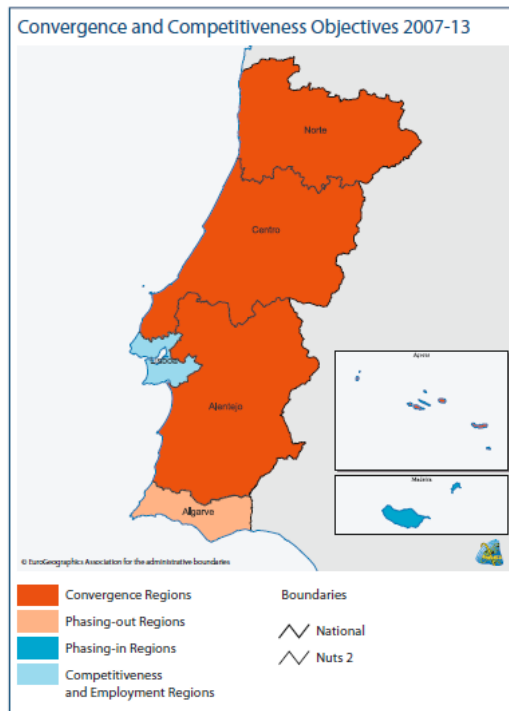 Convergence and Competitiveness Objectives 2007-13
Norte
Centro
Lisboa
Alentejo
Açores
Madeira
Algarve
© EuroGeographics Association for the administrative boundaries
Convergence Regions
Phasing-out Regions
Phasing-in Regions
Competitiveness
and Employment Regions
Boundaries
National
Nuts 2